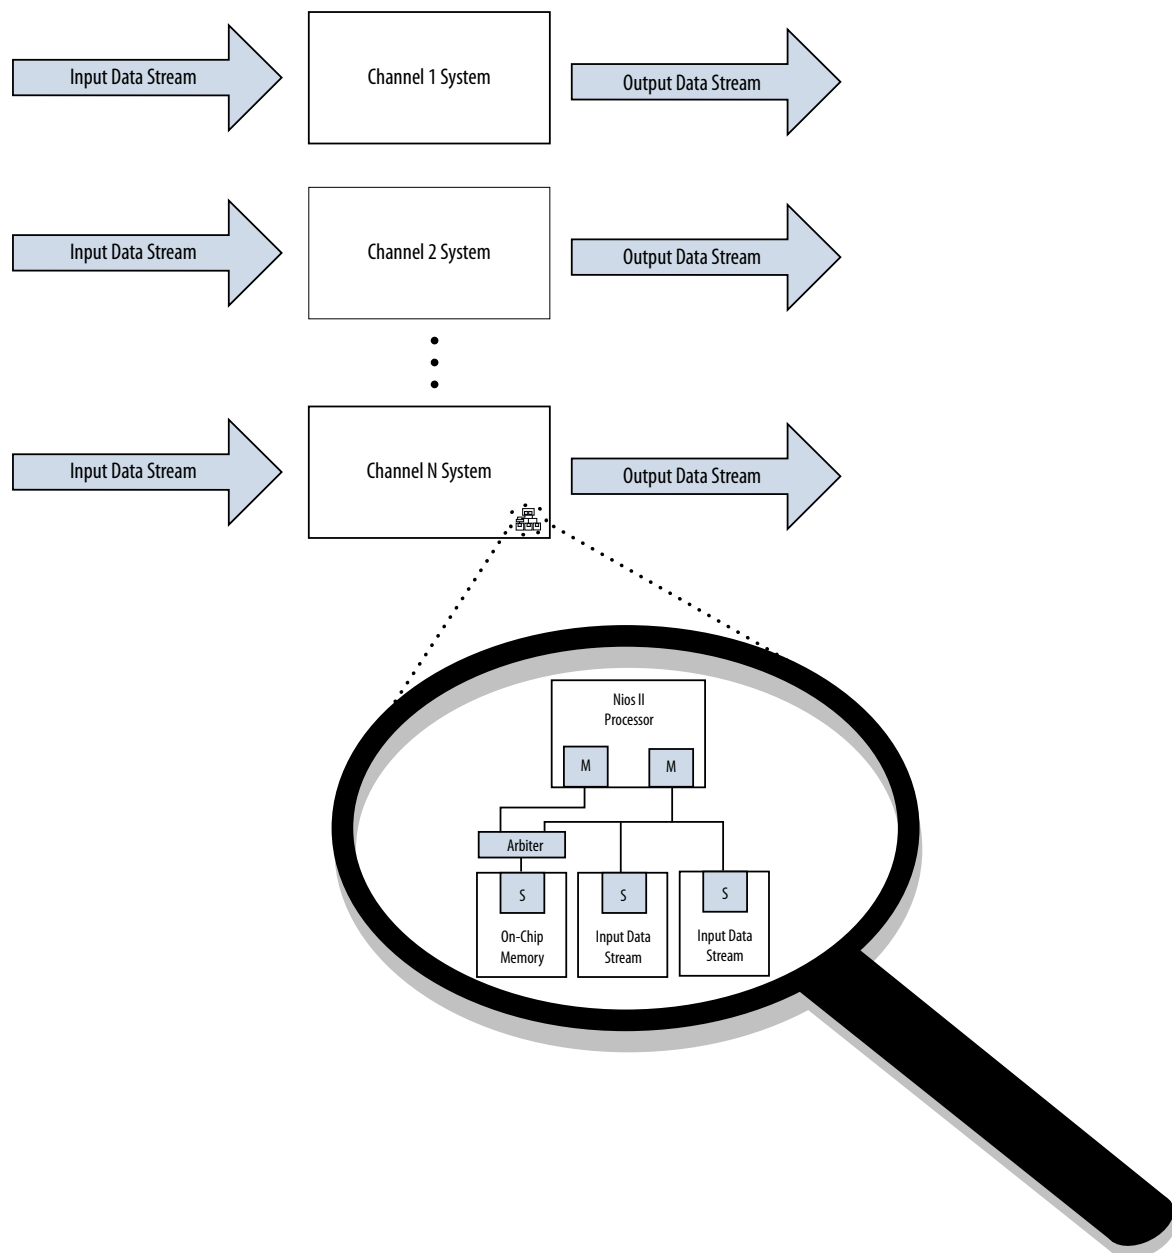 Input Data Stream
Channel 1 System
Output Data Stream
Input Data Stream
Channel 2 System
Output Data Stream
Input Data Stream
Channel N System
Output Data Stream
Nios II
Processor
M
M
Arbiter
S
S
S
On-Chip
Memory
Input Data
Stream
Input Data
Stream